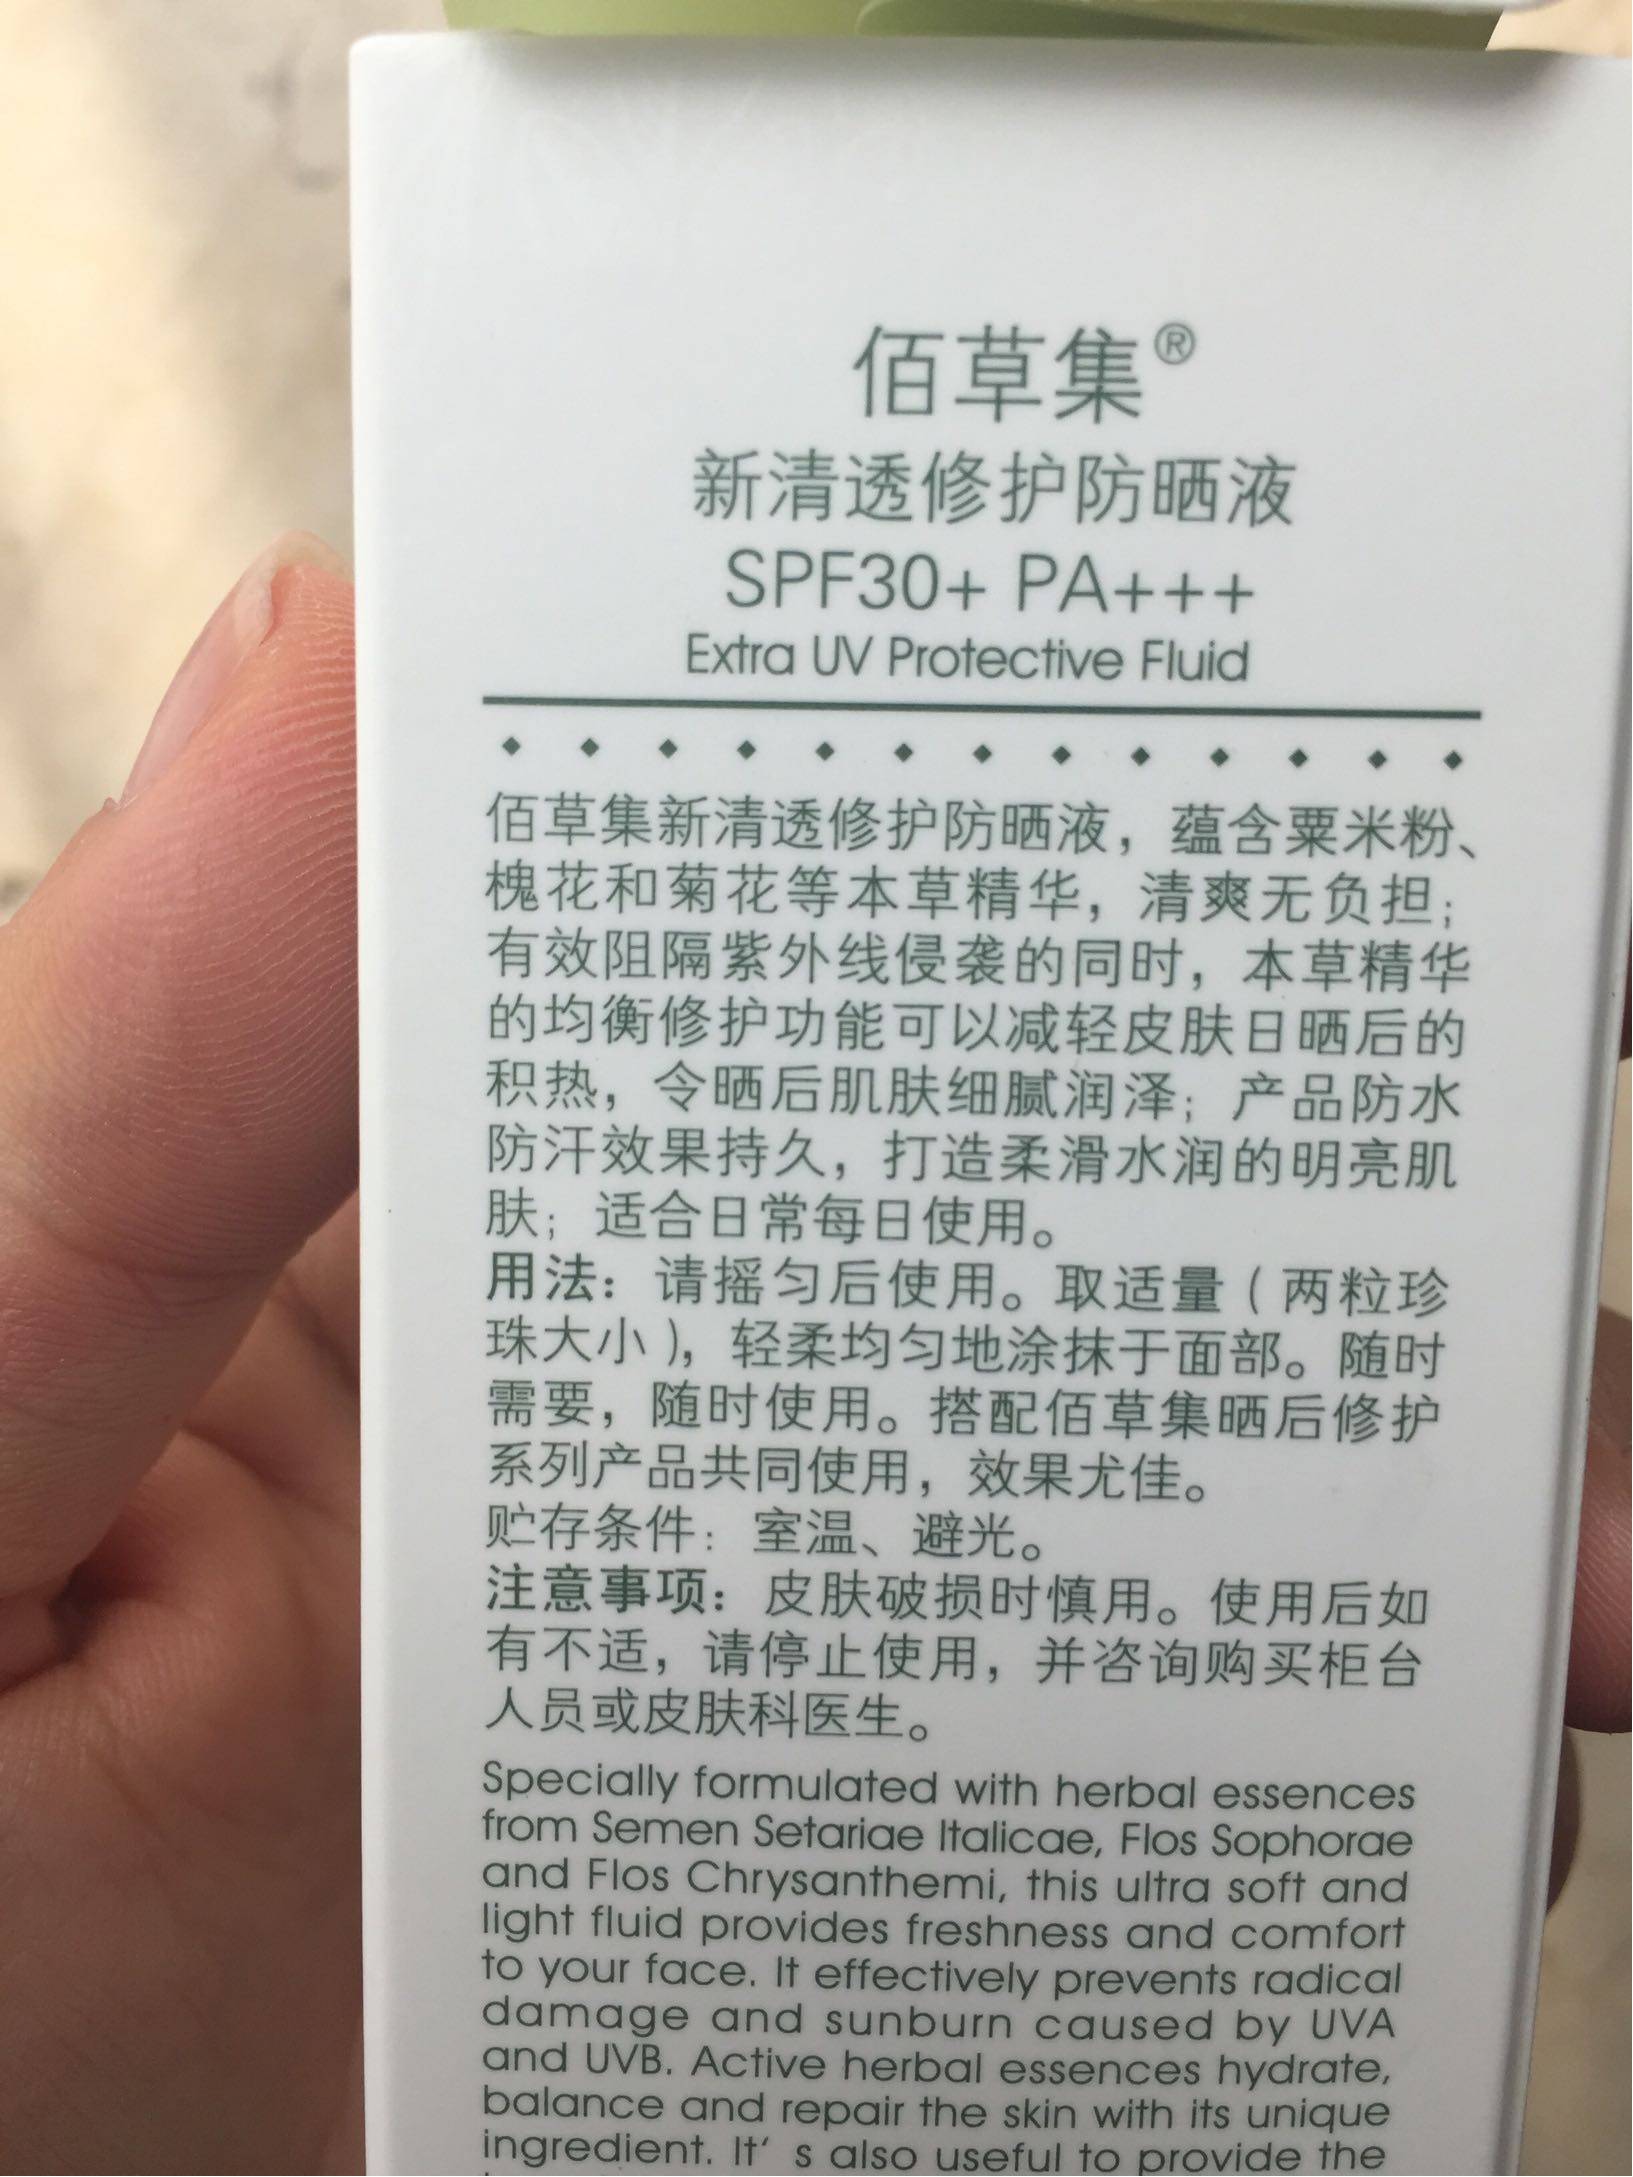 佰草集®
新清透修护防晒液
SPF30+ PA+++
Extra UV Protective Fluid
佰草集新清透修护防晒液，蕴含粟米粉、
槐花和菊花等本草精华，清爽无负担；
有效阻隔紫外线侵袭的同时，本草精华
的均衡修护功能可以减轻皮肤日晒后的
积热，令晒后肌肤细腻润泽；产品防水
防汗效果持久，打造柔滑水润的明亮肌
肤；适合日常每日使用。
用法：请摇匀后使用。取适量（两粒珍
珠大小），轻柔均匀地涂抹于面部。随时
需要，随时使用。搭配佰草集晒后修护
系列产品共同使用，效果尤佳。
贮存条件：室温、避光。
注意事项：皮肤破损时慎用。使用后如
有不适，请停止使用，并咨询购买柜台
人员或皮肤科医生。
Specially formulated with herbal essences
from Semen Setariae Italicae, Flos Sophorae
and Flos Chrysanthemi, this ultra soft and
light fluid provides freshness and comfort
to your face. It effectively prevents radical
damage and sunburn caused by UVA
and UVB. Active herbal essences hydrate,
balance and repair the skin with its unique
ingredient. It' s also useful to provide the